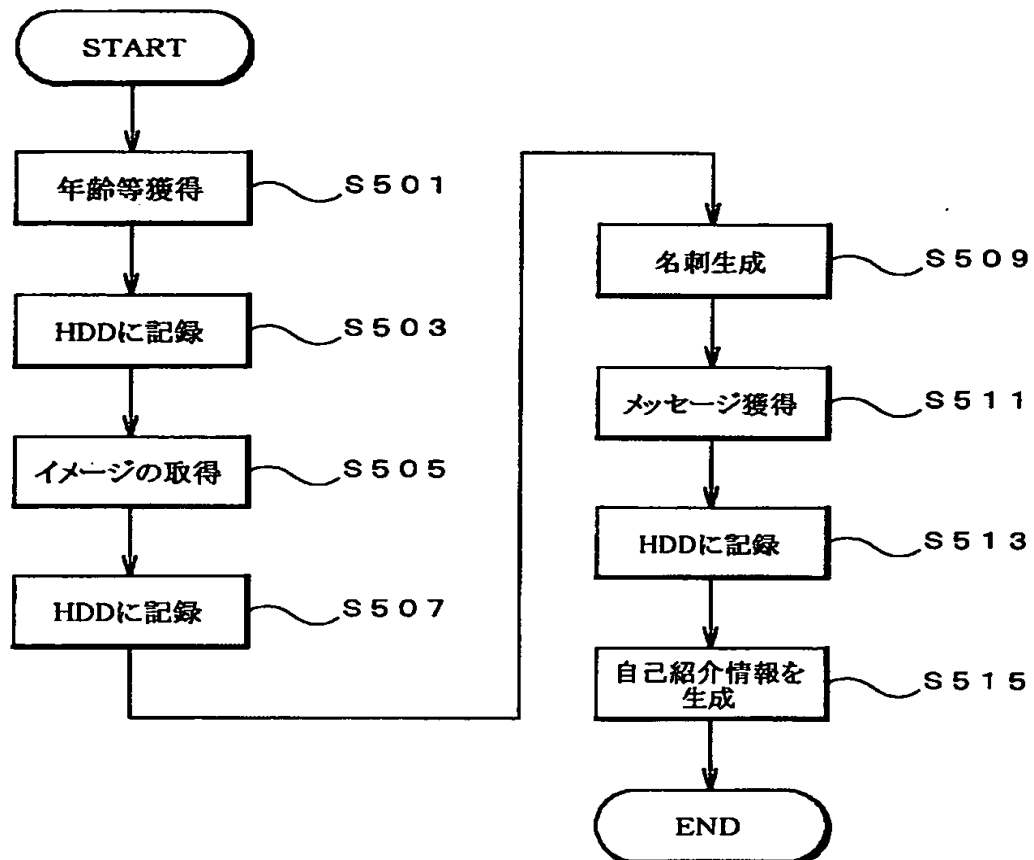 START
年齢等獲得
S501
HDDに記録
S503
イメージの取得
S505
HDDに記録
S507
名刺生成
S509
メッセージ獲得
S511
HDDに記録
S513
自己紹介情報を
生成
S515
END